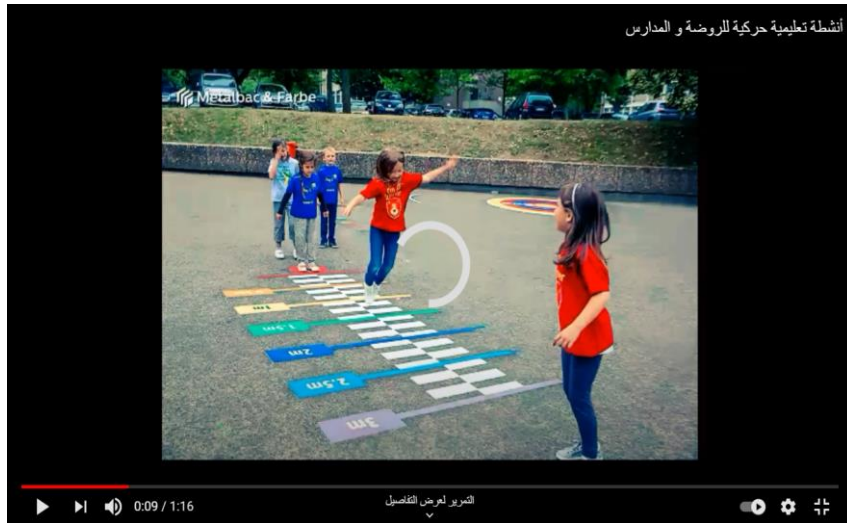 أنشطة تعليمية حركية للروضة و المدارس
Metalbac & Farbe
1m
1.5m
2m
2.5m
3m
0:09 / 1:16
التمرير لعرض التفاصيل